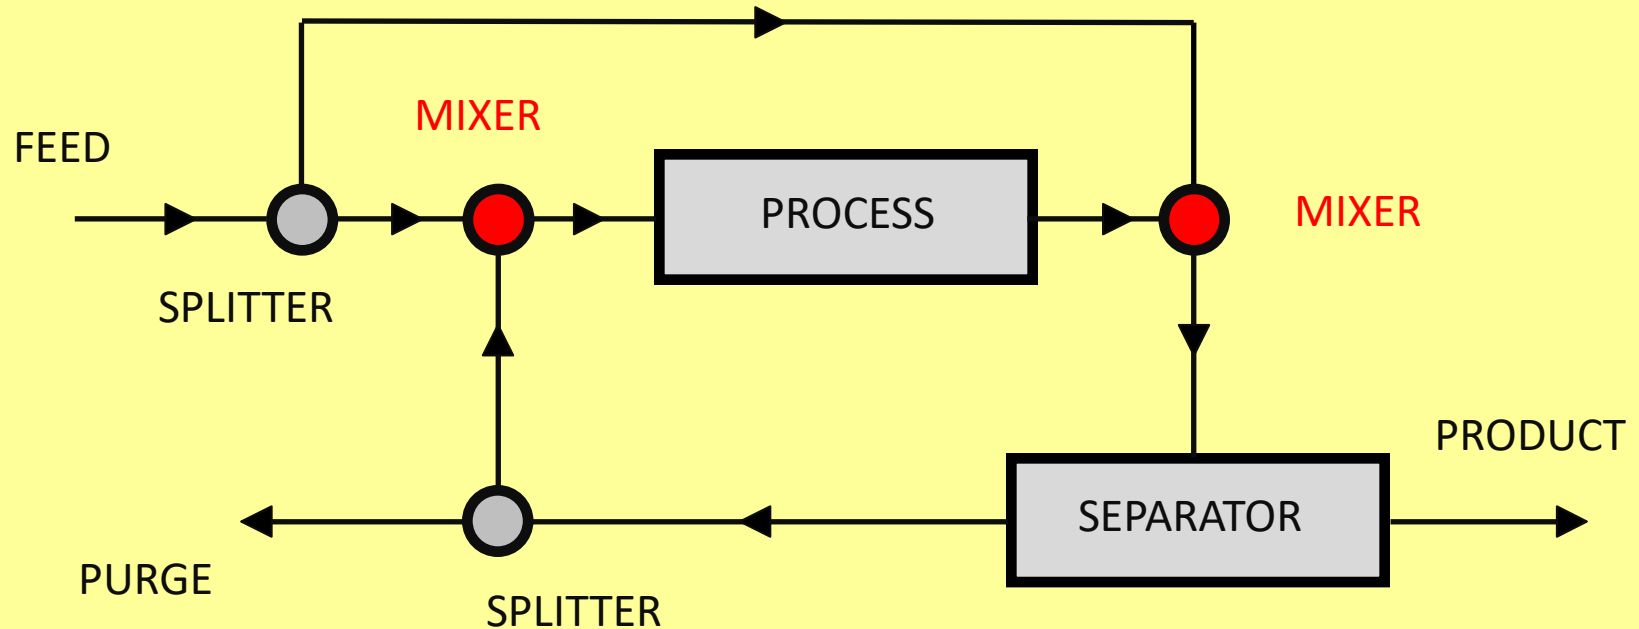 MIXER
FEED
PROCESS
MIXER
SPLITTER
PRODUCT
SEPARATOR
PURGE
SPLITTER